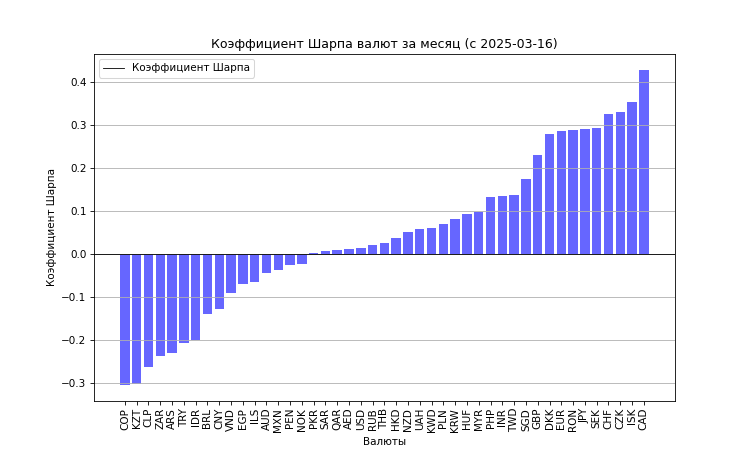 Коэффициент Шарпа валют за месяц (с 2025-03-16)
Коэффициент Шарпа
Коэффициент Шарпа
0.4
0.3
0.2
0.1
0.0
−0.1
−0.2
−0.3
COP KZT CLP ZAR ARS TRY IDR BRL CNY VND EGP ILS AUD MXN PEN NOK PKR SAR QAR AED USD RUB THB HKD NZD UAH KWD PLN KRW HUF MYR PHP INR TWD SGD GBP DKK EUR RON JPY SEK CHF CZK ISK CAD
Валюты